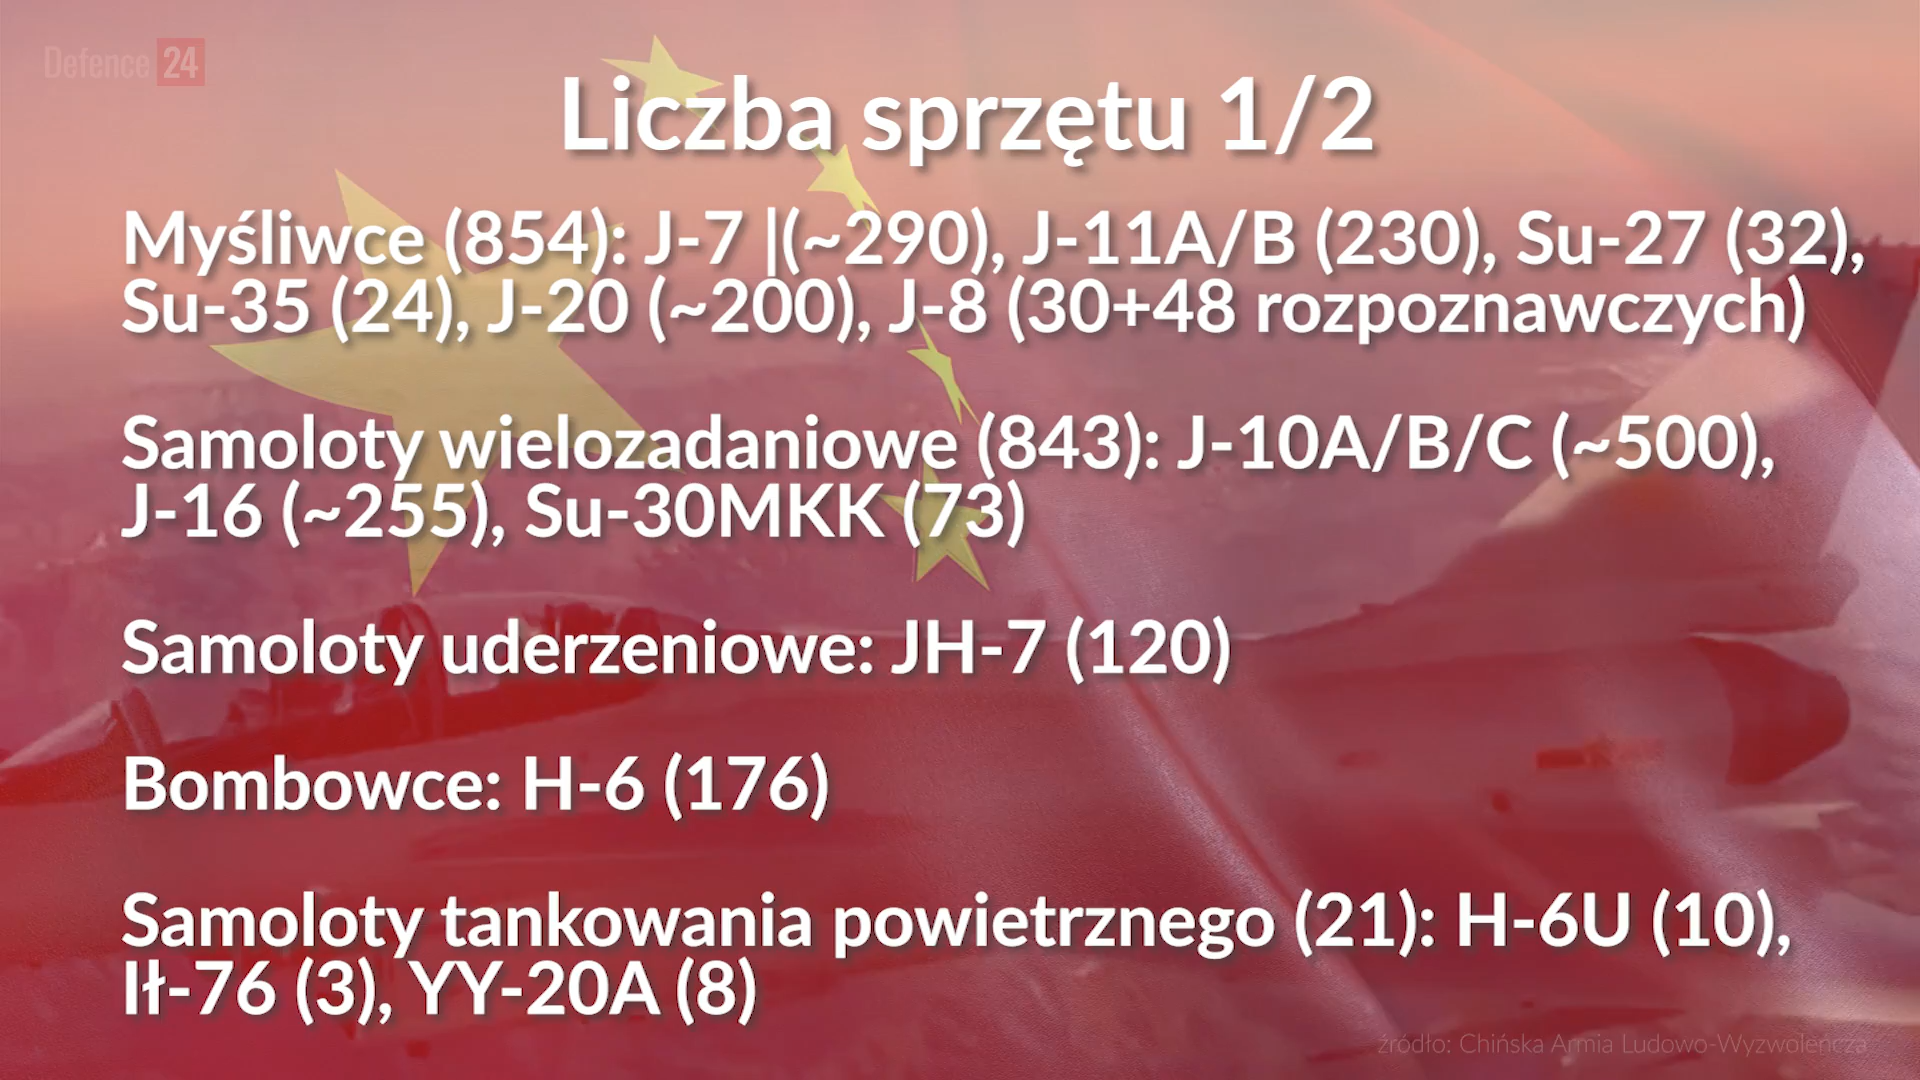 Defence 24
Liczba sprzętu 1/2
Myśliwce (854): J-7 |(~290), J-11A/B (230), Su-27 (32),
Su-35 (24), J-20 (~200), J-8 (30+48 rozpoznawczych)
Samoloty wielozadaniowe (843): J-10A/B/C (~500),
J-16 (~255), Su-30MKK (73)
Samoloty uderzeniowe: JH-7 (120)
Bombowce: H-6 (176)
Samoloty tankowania powietrznego (21): H-6U (10),
Ił-76 (3), YY-20A (8)
źródło: Chińska Armia Ludowo-Wyzwoleńcza